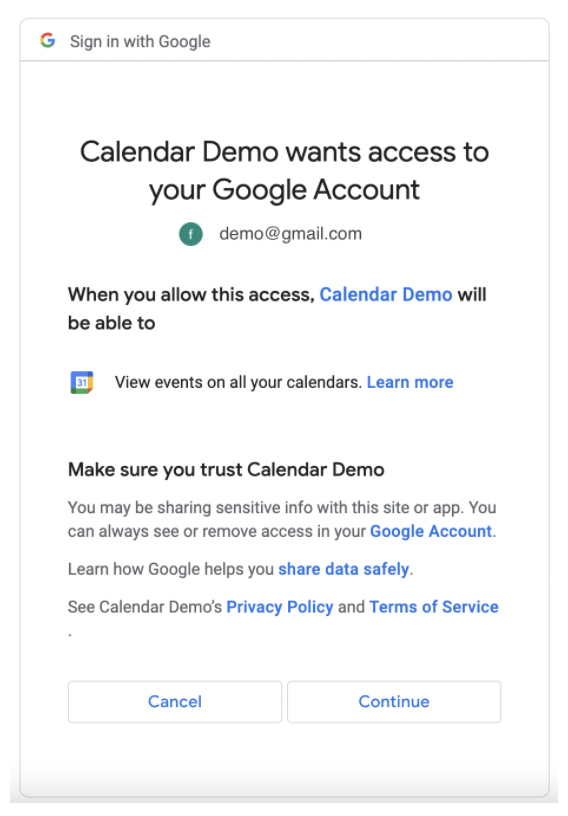 Sign in with Google
Calendar Demo wants access to
your Google Account
f demo@gmail.com
When you allow this access, Calendar Demo will
be able to
31 View events on all your calendars. Learn more
Make sure you trust Calendar Demo
You may be sharing sensitive info with this site or app. You
can always see or remove access in your Google Account.
Learn how Google helps you share data safely.
See Calendar Demo’s Privacy Policy and Terms of Service
.
Cancel Continue